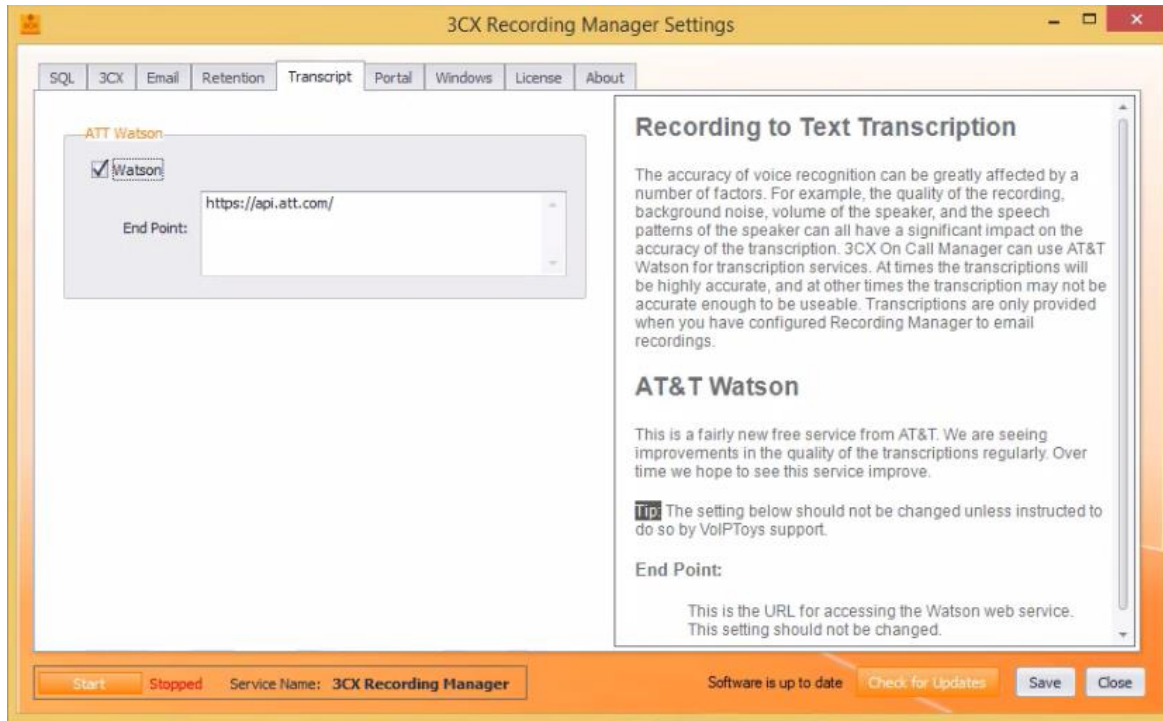 3CX Recording Manager Settings
SQL 3CX Email Retention Transcript Portal Windows License About
ATT Watson
Watson
End Point:
https://api.att.com/
Recording to Text Transcription
The accuracy of voice recognition can be greatly affected by a
number of factors. For example, the quality of the recording,
background noise, volume of the speaker, and the speech
patterns of the speaker can all have a significant impact on the
accuracy of the transcription. 3CX On Call Manager can use AT&T
Watson for transcription services. At times the transcriptions will
be highly accurate, and at other times the transcription may not be
accurate enough to be useable. Transcriptions are only provided
when you have configured Recording Manager to email
recordings.
AT&T Watson
This is a fairly new free service from AT&T. We are seeing
improvements in the quality of the transcriptions regularly. Over
time we hope to see this service improve.
Tip: The setting below should not be changed unless instructed to
do so by VoIPToys support.
End Point:
This is the URL for accessing the Watson web service.
This setting should not be changed.
Start Stopped Service Name: 3CX Recording Manager
Software is up to date Check for Updates Save Close